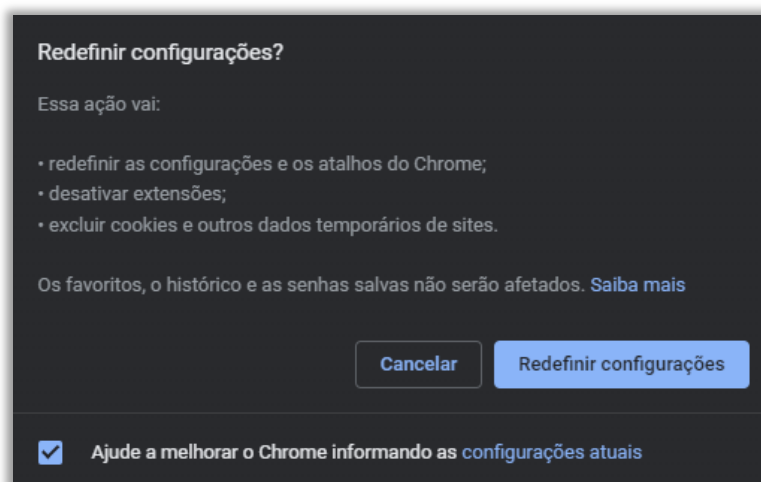 Redefinir configurações?
Essa ação vai:
• redefinir as configurações e os atalhos do Chrome;
• desativar extensões;
• excluir cookies e outros dados temporários de sites.
Os favoritos, o histórico e as senhas salvas não serão afetados. Saiba mais
Cancelar
Redefinir configurações
Ajude a melhorar o Chrome informando as configurações atuais